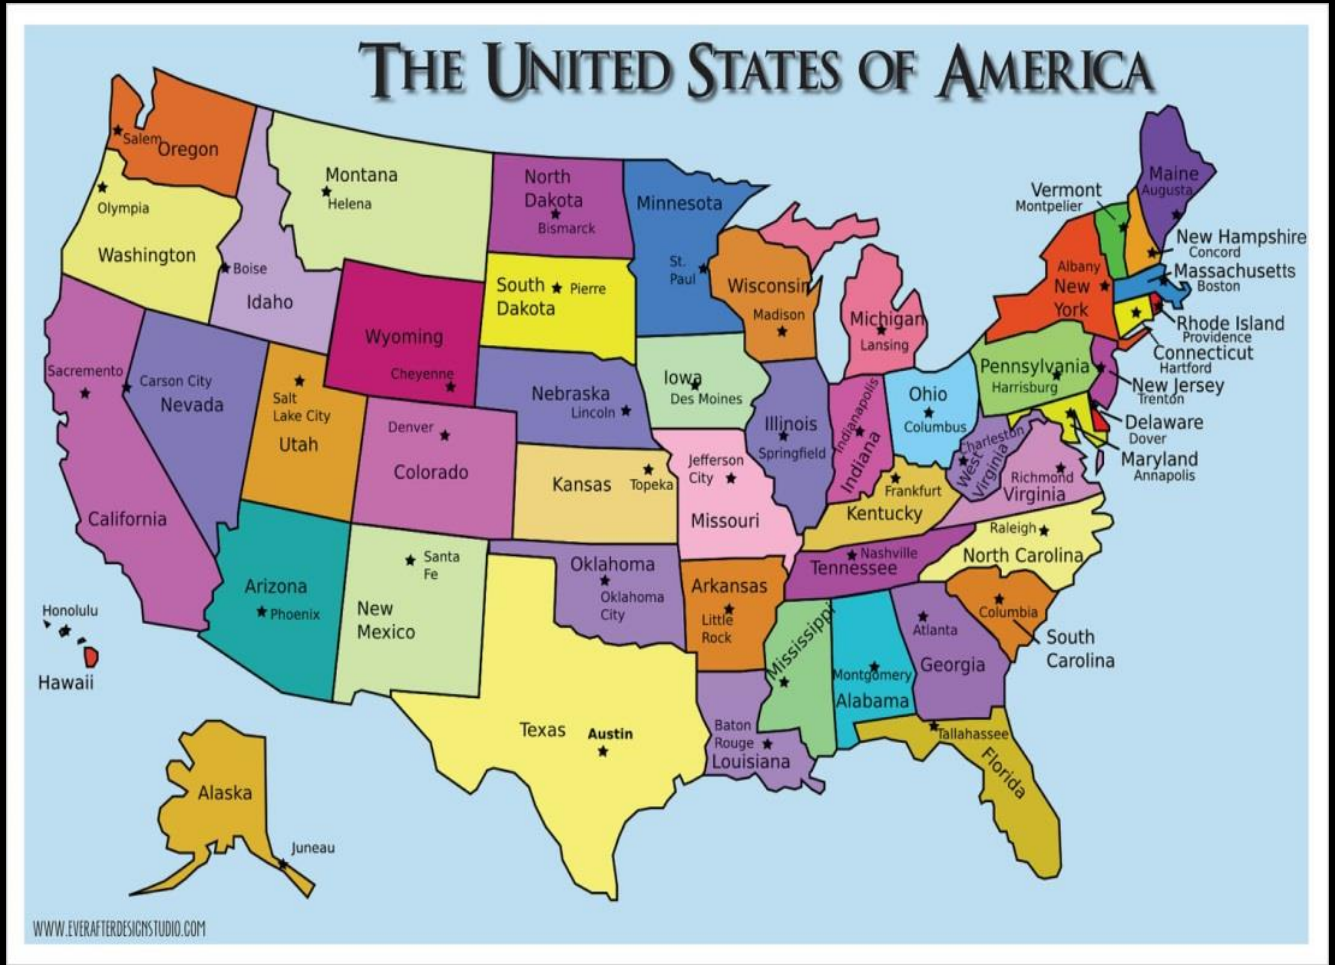 THE UNITED STATES OF AMERICA
Salem
Oregon
Olympia
Washington
Boise
Idaho
Montana
Helena
North
Dakota
Bismarck
Minnesota
St.
Paul
South
Dakota
Pierre
Wisconsin
Madison
Michigan
Lansing
Vermont
Montpelier
Maine
Augusta
New Hampshire
Concord
Albany
New
York
Massachusetts
Boston
Rhode Island
Providence
Connecticut
Hartford
New Jersey
Trenton
Delaware
Dover
Maryland
Annapolis
Pennsylvania
Harrisburg
Wyoming
Cheyenne
Sacramento
California
Carson City
Nevada
Salt
Lake City
Utah
Denver
Colorado
Nebraska
Lincoln
Iowa
Des Moines
Illinois
Springfield
Indianapolis
Indiana
Ohio
Columbus
Charleston
West
Virginia
Richmond
Virginia
Kansas
Topeka
Jefferson
City
Missouri
Frankfurt
Kentucky
Nashville
Tennessee
Raleigh
North Carolina
Columbia
South
Carolina
Arizona
Phoenix
Santa
Fe
New
Mexico
Oklahoma
Oklahoma
City
Arkansas
Little
Rock
Mississippi
Montgomery
Alabama
Atlanta
Georgia
Texas
Austin
Baton
Rouge
Louisiana
Tallahassee
Florida
Honolulu
Hawaii
Alaska
Juneau
WWW.EVERAFTERDESIGNSTUDIO.COM